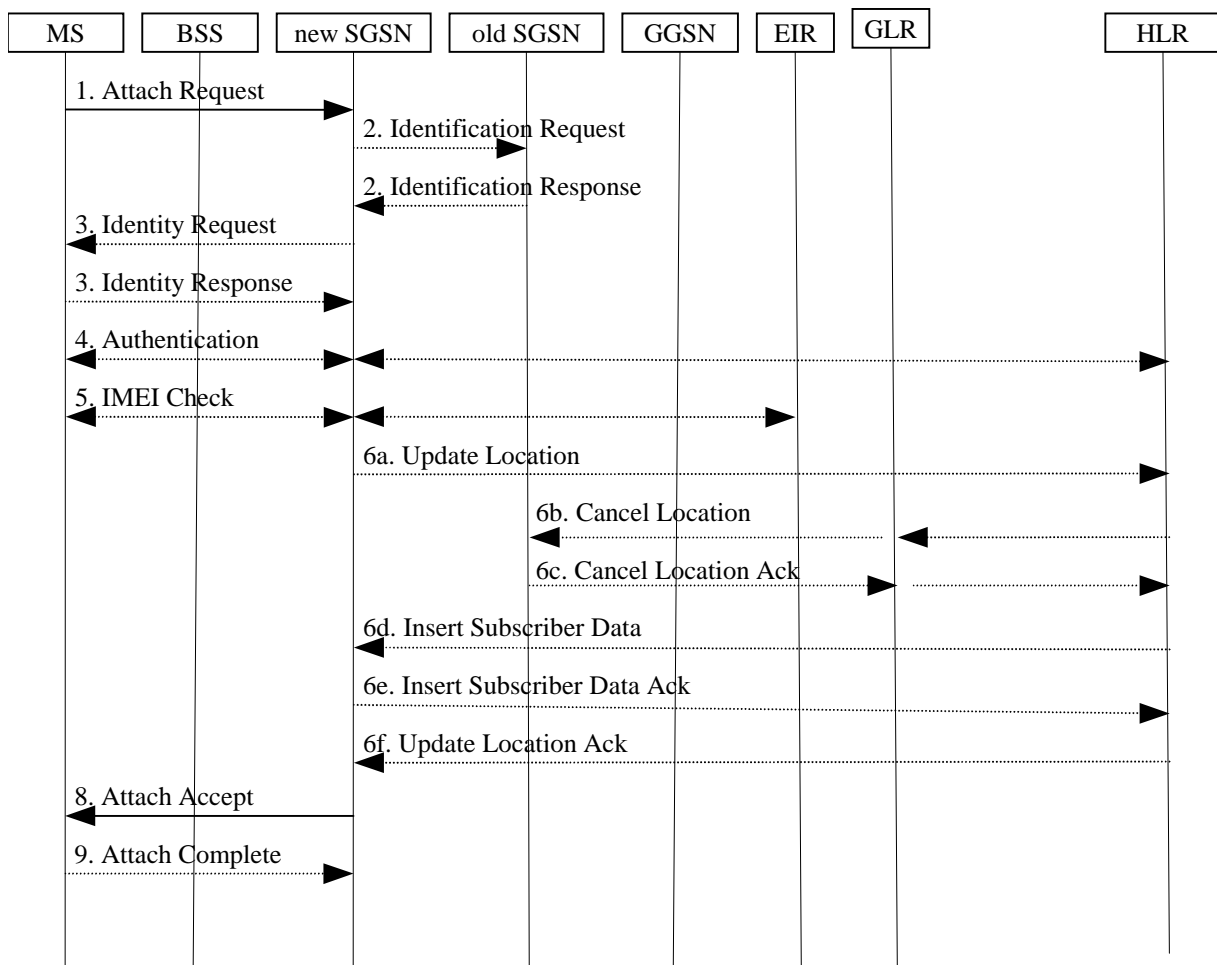 MS
BSS
new SGSN
old SGSN
GGSN
EIR
GLR
HLR
1. Attach Request
2. Identification Request
2. Identification Response
3. Identity Request
3. Identity Response
4. Authentication
5. IMEI Check
6a. Update Location
6b. Cancel Location
6c. Cancel Location Ack
6d. Insert Subscriber Data
6e. Insert Subscriber Data Ack
6f. Update Location Ack
8. Attach Accept
9. Attach Complete